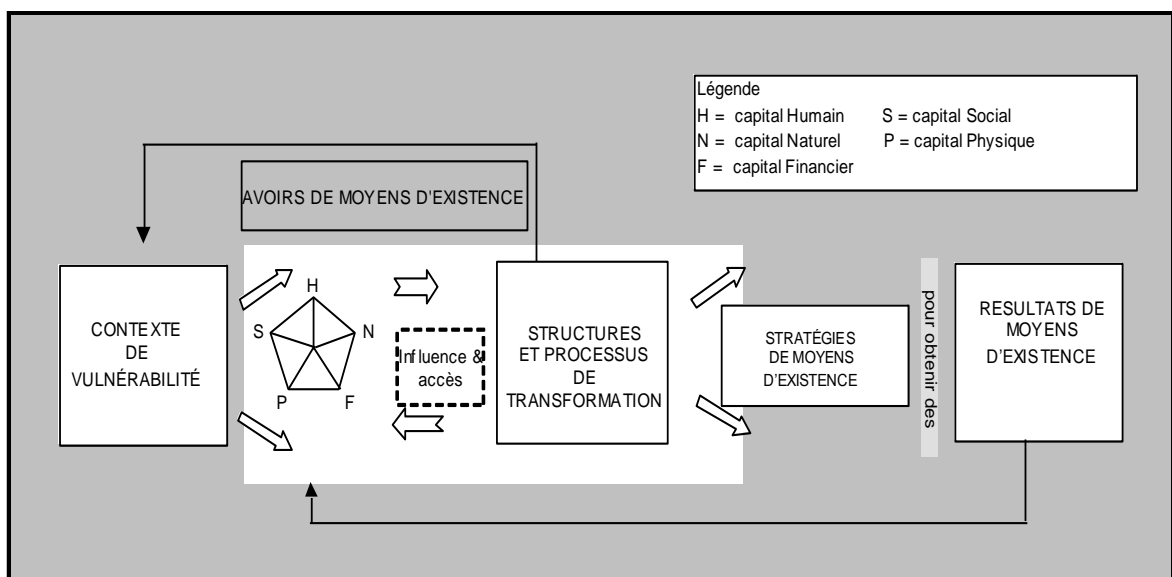 Légende
H = capital Humain S = capital Social
N = capital Naturel P = capital Physique
F = capital Financier
AVOIRS DE MOYENS D'EXISTENCE
CONTEXTE
DE
VULNÉRABILITÉ
H
S
N
P
F
Influence &
accès
STRUCTURES
ET PROCESSUS
DE
TRANSFORMATION
STRATÉGIES
DE MOYENS
D'EXISTENCE
pour obtenir des
RESULTATS DE
MOYENS
D'EXISTENCE